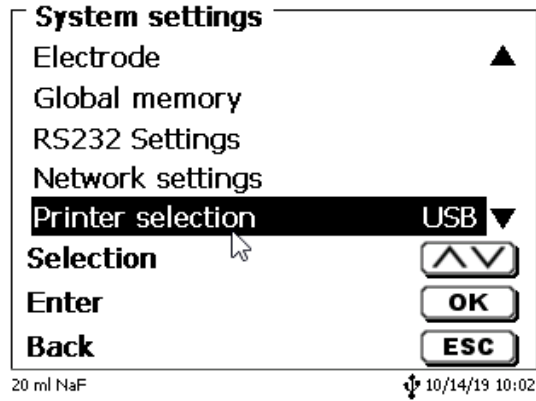 System settings
Electrode
Global memory
RS232 Settings
Network settings
Printer selection USB
Selection
Enter OK
Back ESC
20 ml NaF 10/14/19 10:02